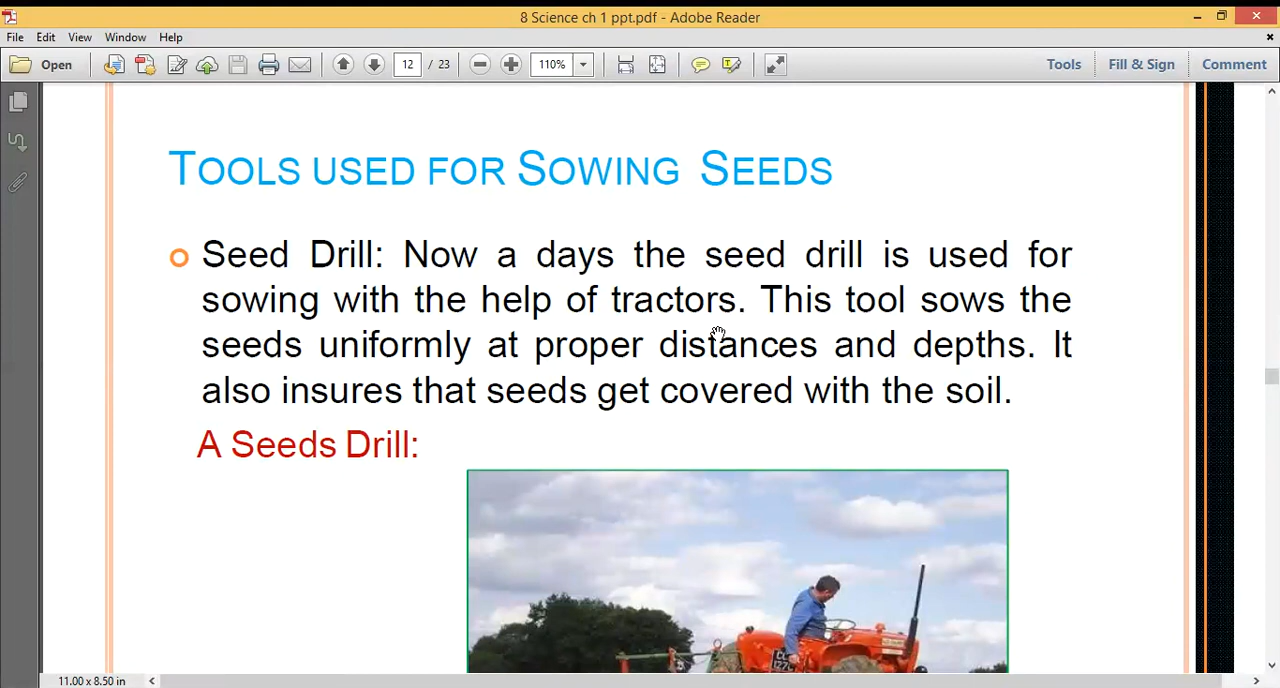 8 Science ch 1 ppt.pdf - Adobe Reader
File Edit View Window Help
Open 12 / 23 110% Tools Fill & Sign Comment
TOOLS USED FOR SOWING SEEDS
Seed Drill: Now a days the seed drill is used for
sowing with the help of tractors. This tool sows the
seeds uniformly at proper distances and depths. It
also insures that seeds get covered with the soil.
A Seeds Drill:
11.00 x 8.50 in